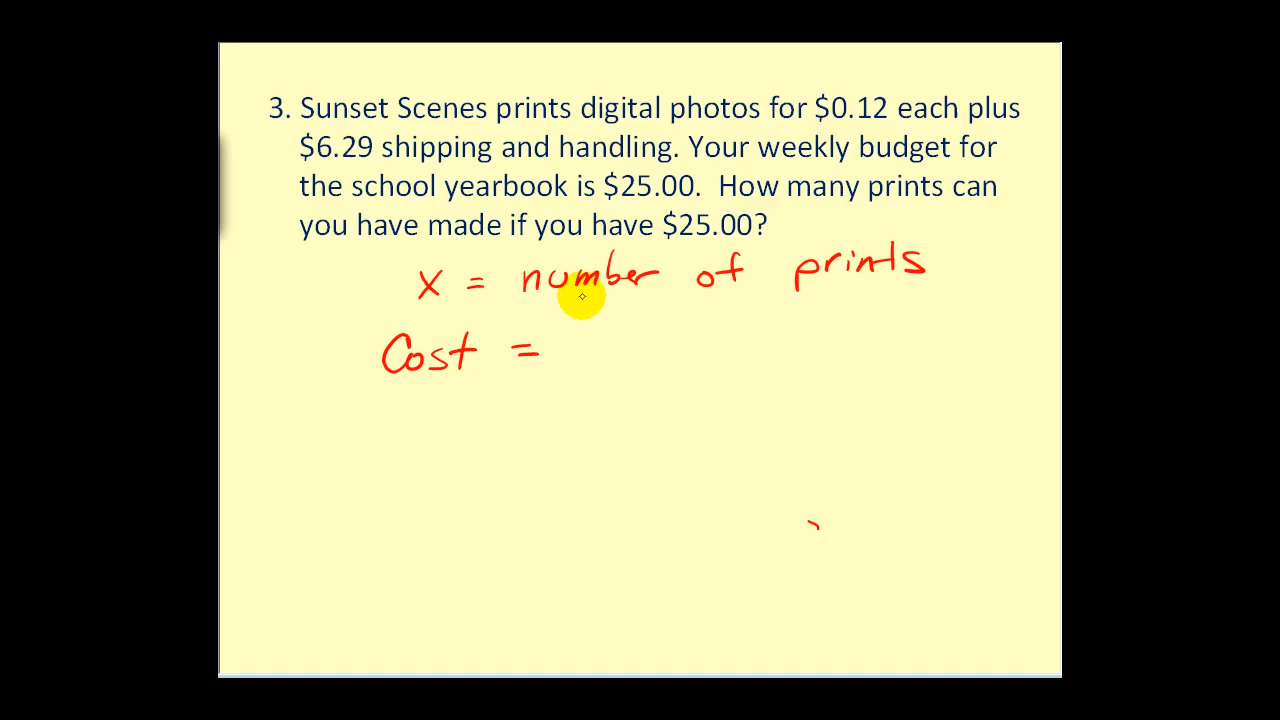 3. Sunset Scenes prints digital photos for $0.12 each plus
$6.29 shipping and handling. Your weekly budget for
the school yearbook is $25.00.  How many prints can
you have made if you have $25.00?
x = number of prints
Cost =